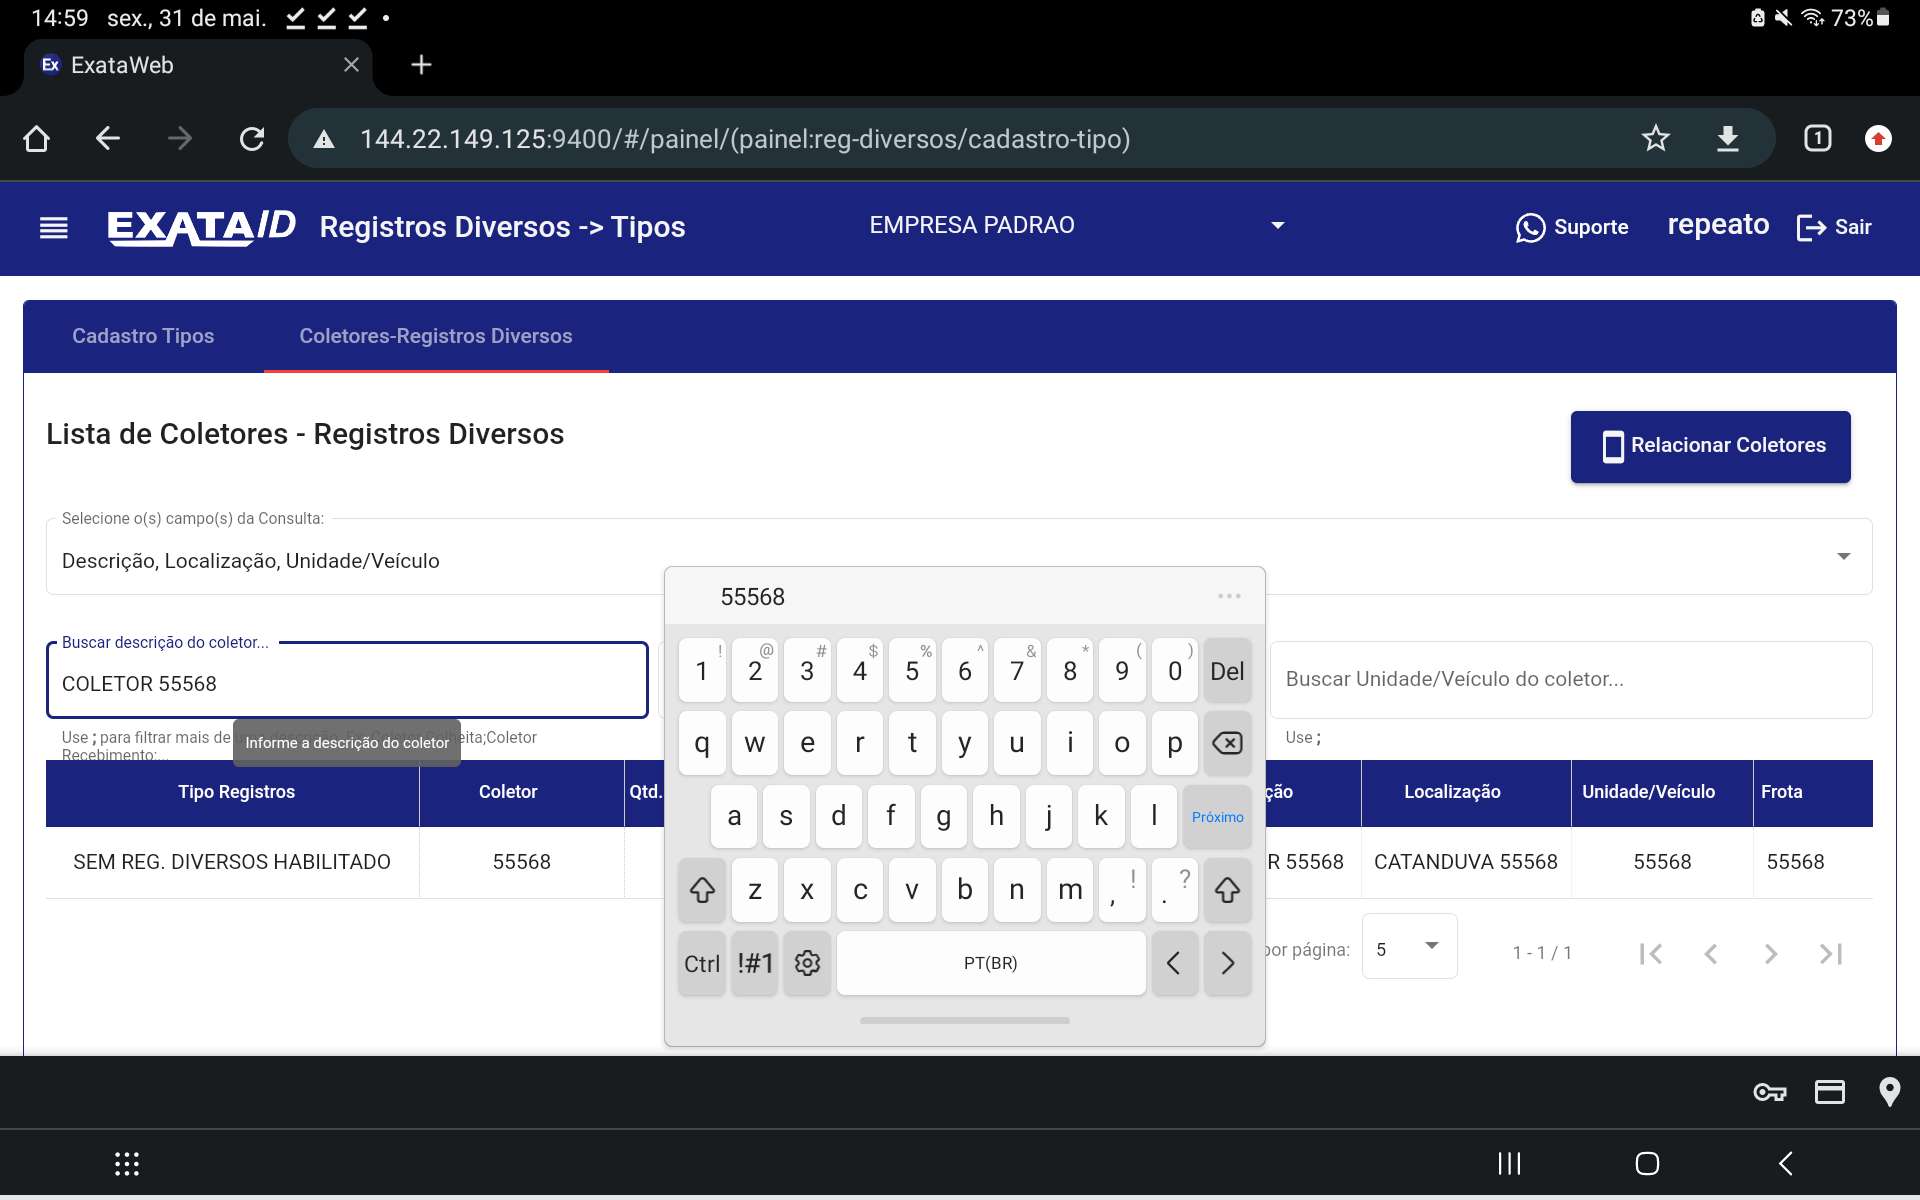 14:59 sex., 31 de mai. 73%
Ex ExataWeb
144.22.149.125:9400/#/painel/(painel:reg-diversos/cadastro-tipo) 1
EXATA ID Registros Diversos -> Tipos EMPRESA PADRAO Suporte repeato Sair
Cadastro Tipos Coletores-Registros Diversos
Lista de Coletores - Registros Diversos Relacionar Coletores
Selecione o(s) campo(s) da Consulta:
Descrição, Localização, Unidade/Veículo
Buscar descrição do coletor...
COLETOR 55568 Buscar Unidade/Veículo do coletor...
Use ; para filtrar mais de eita;Coletor Use ;
Recebimento;...
Informe a descrição do coletor
Tipo Registros Coletor Qtd. ção Localização Unidade/Veículo Frota
SEM REG. DIVERSOS HABILITADO 55568 R 55568 CATANDUVA 55568 55568 55568
por página: 5 1 - 1 / 1
55568 ...
! @ # $ % ^ & * ( )
1 2 3 4 5 6 7 8 9 0 Del
q w e r t y u i o p
a s d f g h j k l Próximo
z x c v b n m , ! . ?
Ctrl !#1 PT(BR) < >